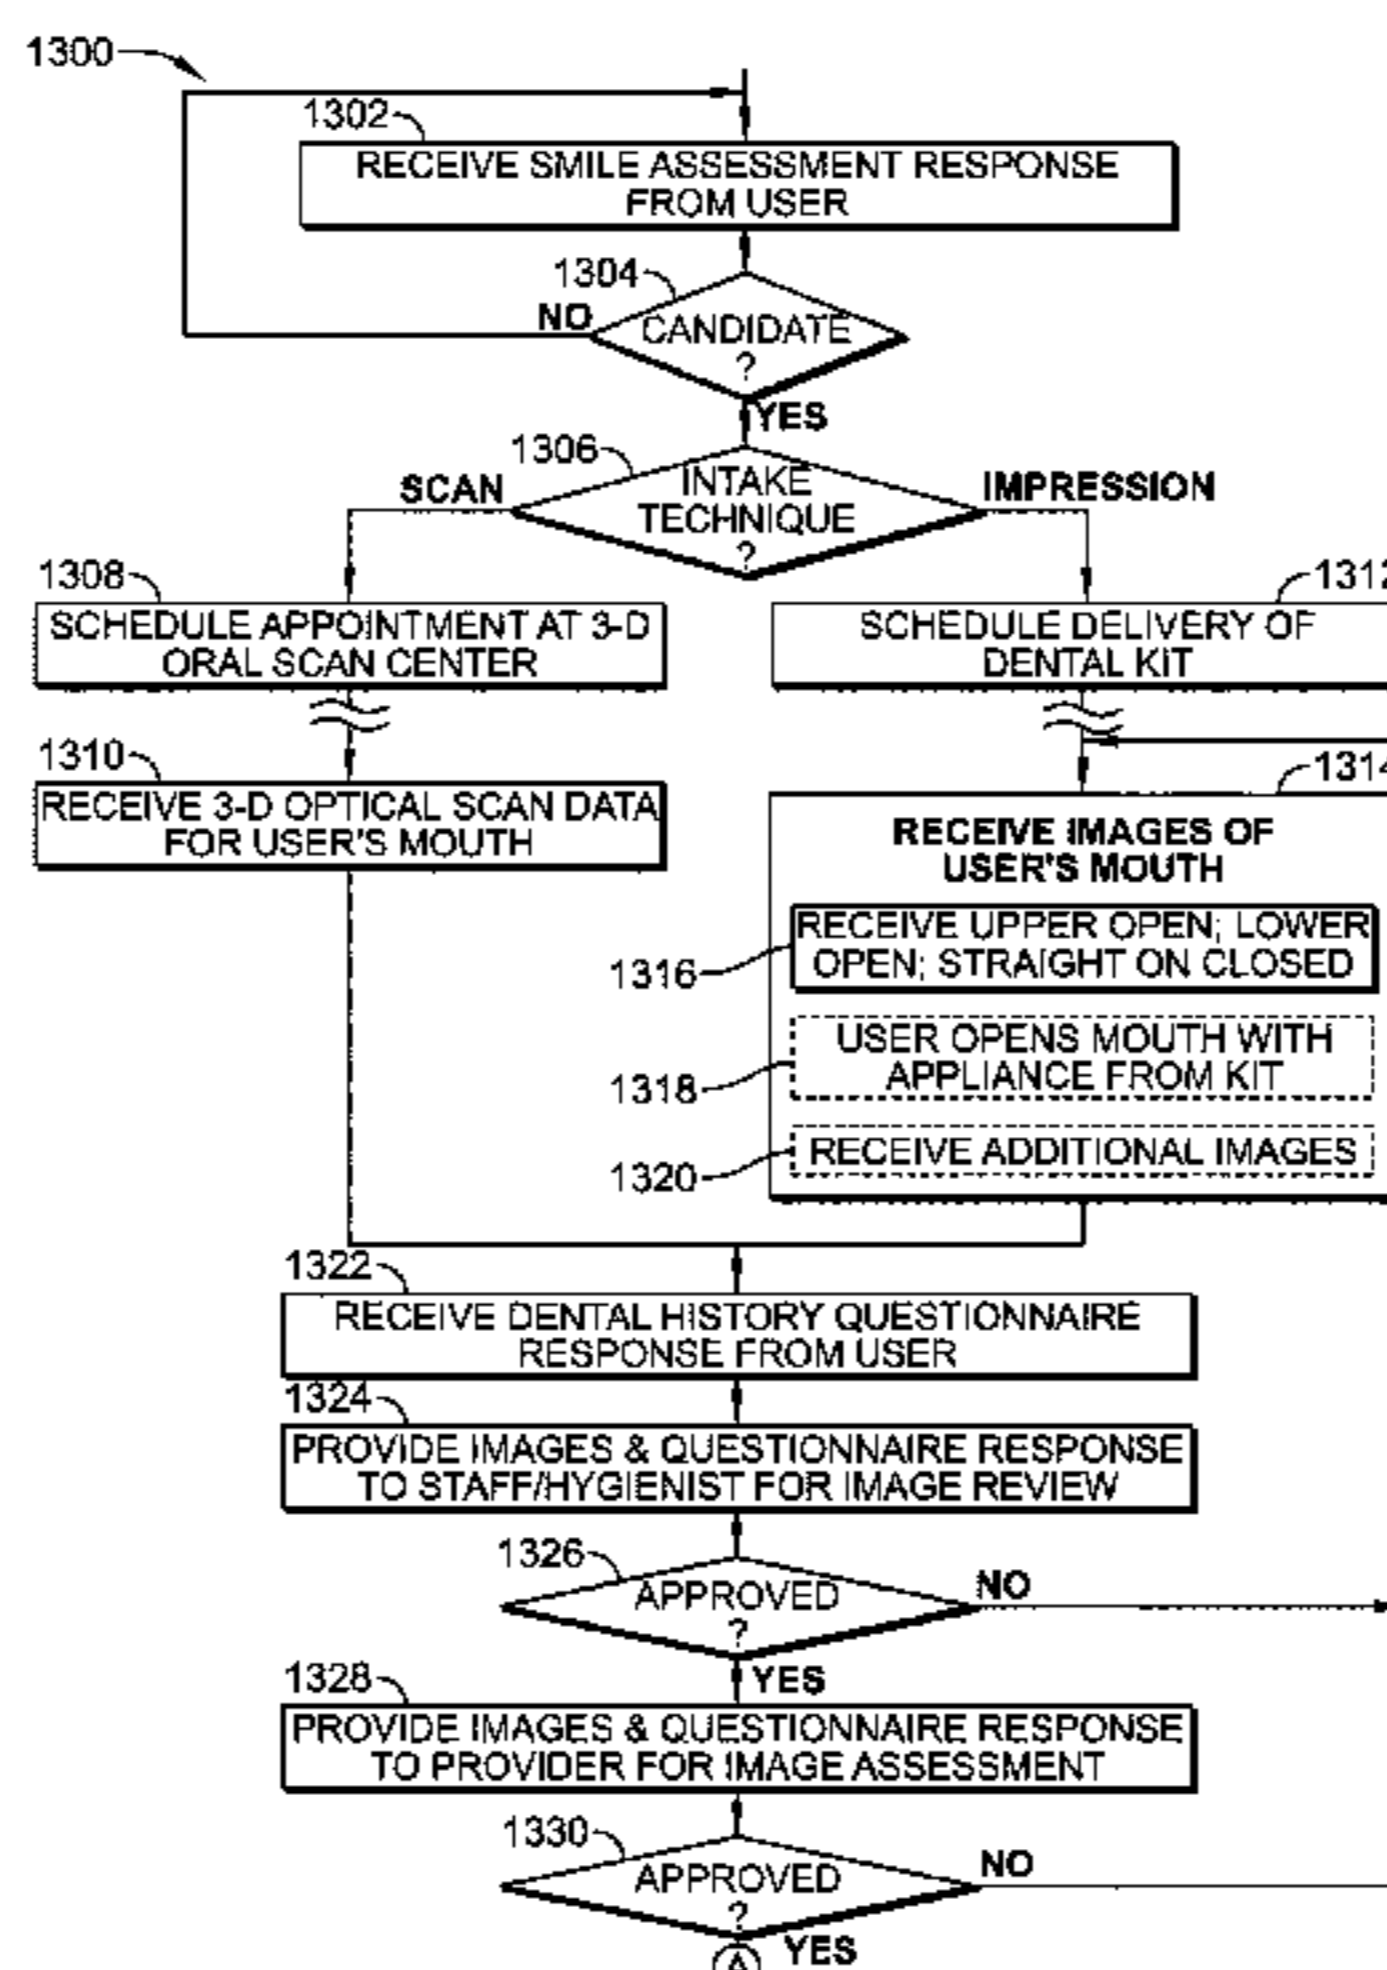 1300
1302
RECEIVE SMILE ASSESSMENT RESPONSE
FROM USER
1304
NO
CANDIDATE
?
YES
1306
SCAN
INTAKE
TECHNIQUE
?
IMPRESSION
1308
SCHEDULE APPOINTMENT AT 3-D
ORAL SCAN CENTER
1312
SCHEDULE DELIVERY OF
DENTAL KIT
1310
RECEIVE 3-D OPTICAL SCAN DATA
FOR USER'S MOUTH
1314
RECEIVE IMAGES OF
USER'S MOUTH
1316
RECEIVE UPPER OPEN; LOWER
OPEN; STRAIGHT ON CLOSED
1318
USER OPENS MOUTH WITH
APPLIANCE FROM KIT
1320
RECEIVE ADDITIONAL IMAGES
1322
RECEIVE DENTAL HISTORY QUESTIONNAIRE
RESPONSE FROM USER
1324
PROVIDE IMAGES & QUESTIONNAIRE RESPONSE
TO STAFF/HYGIENIST FOR IMAGE REVIEW
1326
APPROVED
?
NO
YES
1328
PROVIDE IMAGES & QUESTIONNAIRE RESPONSE
TO PROVIDER FOR IMAGE ASSESSMENT
1330
APPROVED
?
NO
YES
A